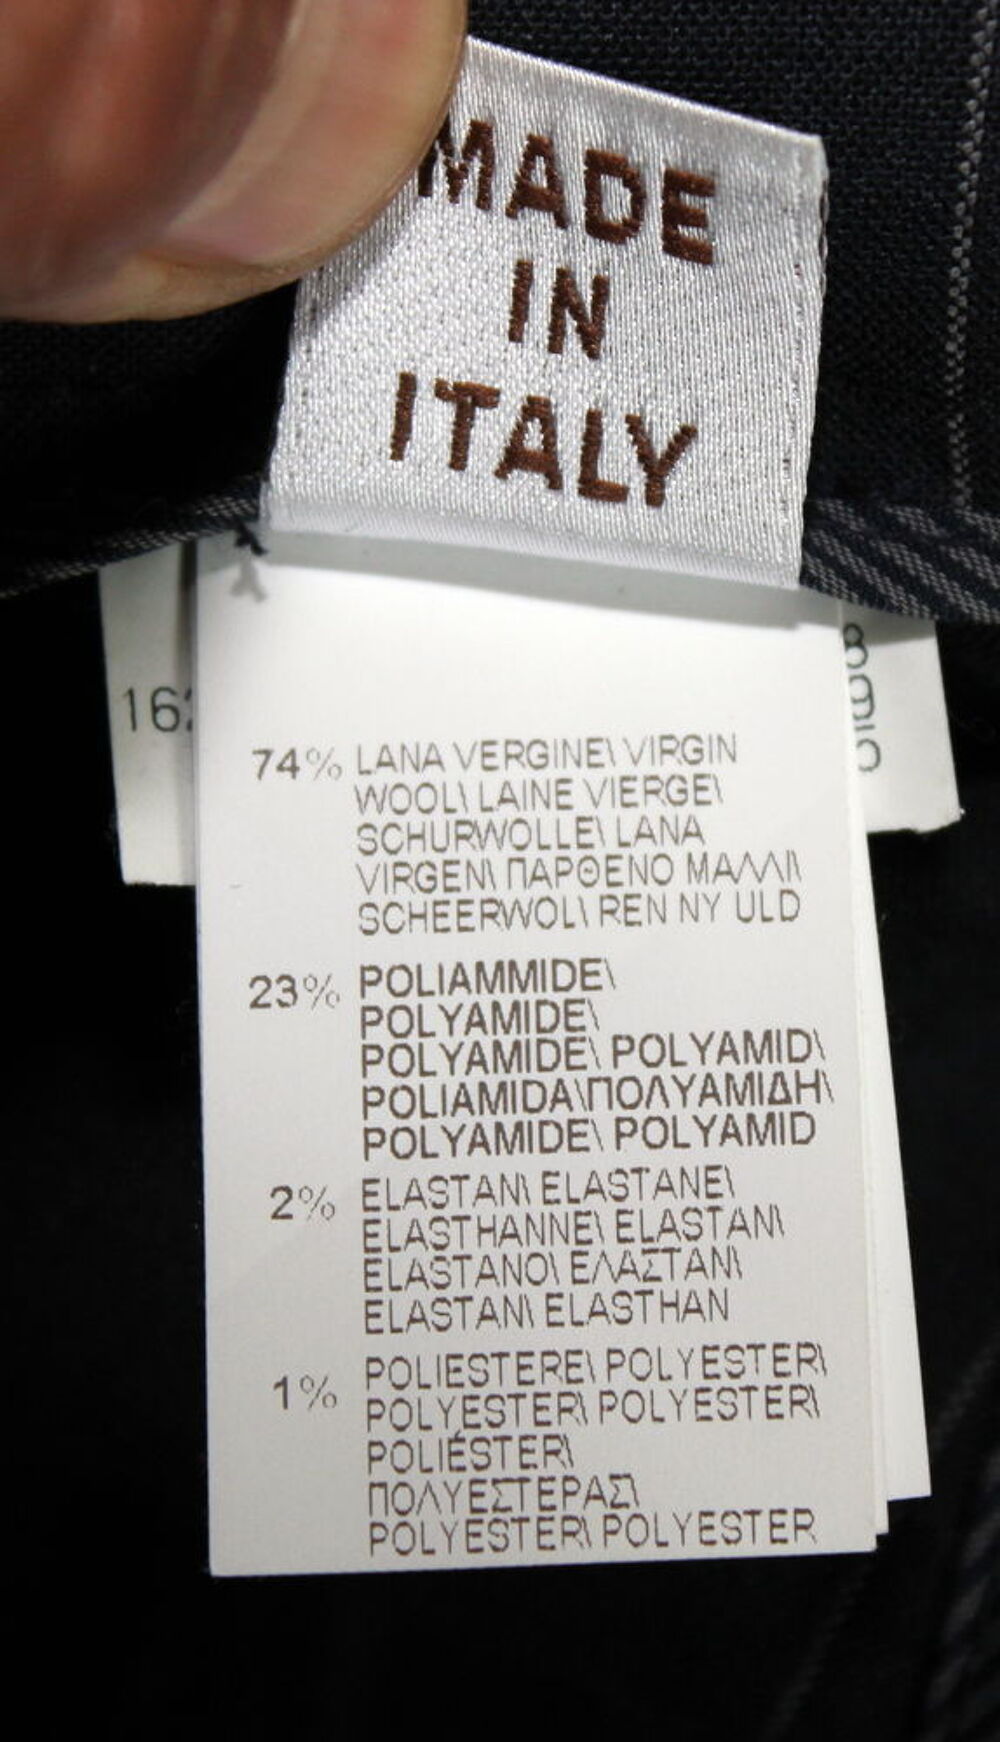 MADE
IN
ITALY
74% LANA VERGINE\ VIRGIN
WOOL\ LAINE VIERGE\
SCHURWOLLE\ LANA
VIRGEN\ ΠΑΡΘΕΝΟ ΜΑΛΛΙ\
SCHEERWOL\ REN NY ULD
23% POLIAMMIDE\
POLYAMIDE\
POLYAMIDE\ POLYAMID\
POLIAMIDA\ΠΟΛΥΑΜΙΔΗ\
POLYAMIDE\ POLYAMID
2% ELASTAN\ ELASTANE\
ELASTHANNE\ ELASTAN\
ELASTANO\ ΕΛΑΣΤΑΝ\
ELASTAN\ ELASTHAN
1% POLIESTERE\ POLYESTER\
POLYESTER\ POLYESTER\
POLIÉSTER\
ΠΟΛΥΕΣΤΕΡΑΣ\
POLYESTER\ POLYESTER